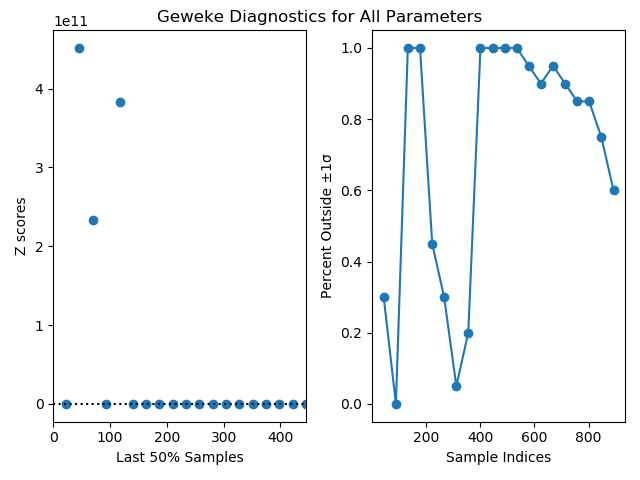 Geweke Diagnostics for All Parameters
1e11
Z scores
4
3
2
1
0
0 100 200 300 400
Last 50% Samples
Percent Outside ±1σ
1.0
0.8
0.6
0.4
0.2
0.0
200 400 600 800
Sample Indices